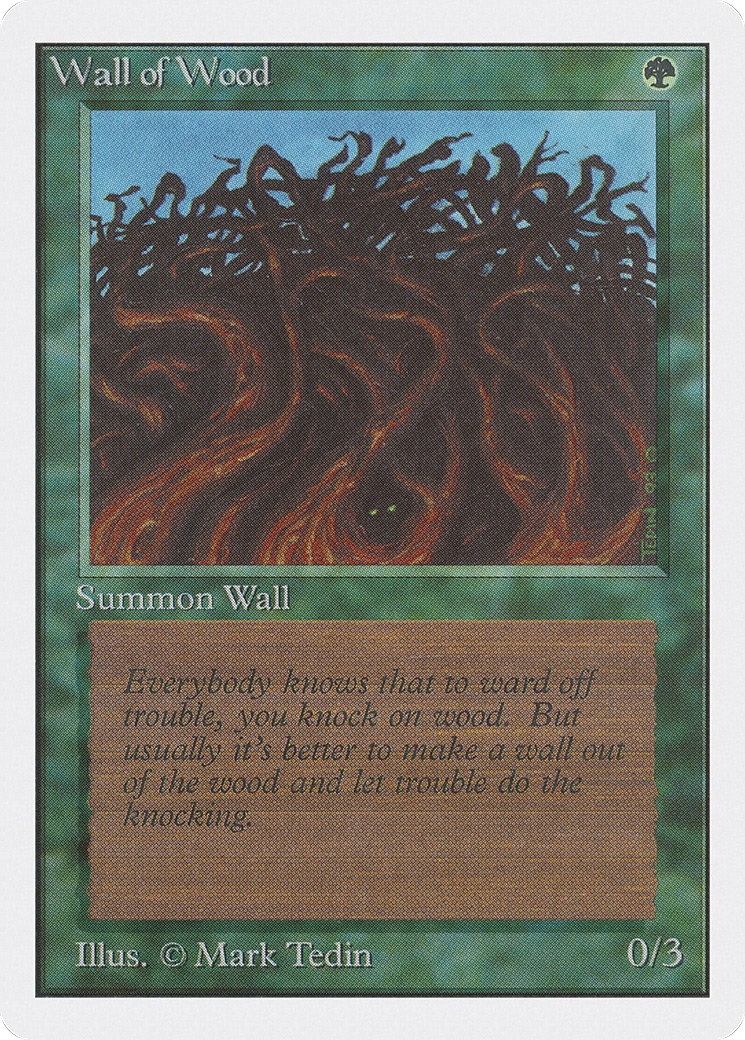 Wall of Wood
TEDIN © 93
Summon Wall
Everybody knows that to ward off
trouble, you knock on wood. But
usually it's better to make a wall out
of the wood and let trouble do the
knocking.
Illus. © Mark Tedin
0/3